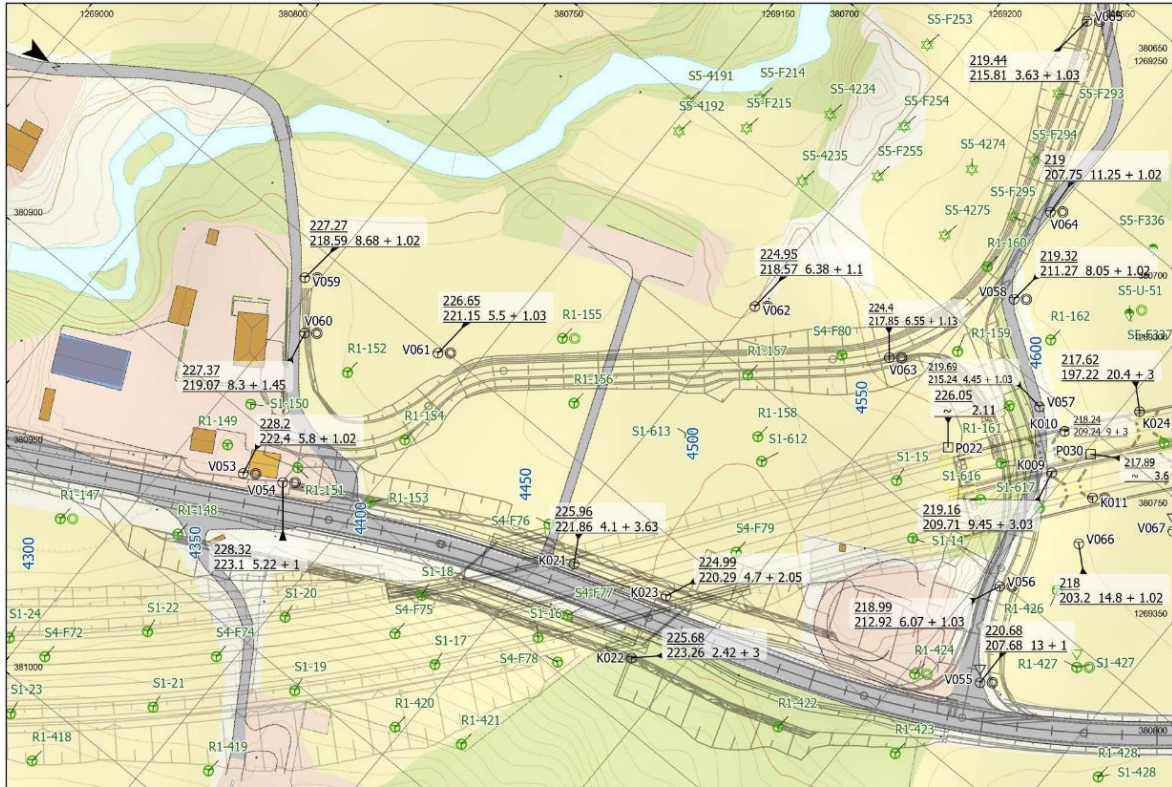 1269000
380800
380750
1269150
380700
1269200
380650
1269250
V065
S5-F253
219.44
215.81 3.63 + 1.03
S5-F293
S5-4191
S5-F214
S5-4192
S5-F215
S5-4234
S5-F254
S5-4235
S5-F255
S5-4274
S5-F294
219
207.75 11.25 + 1.02
S5-F295
S5-4275
V064
S5-F336
380900
227.27
218.59 8.68 + 1.02
V059
224.95
218.57 6.38 + 1.1
V062
R1-160
219.32
211.27 8.05 + 1.02
V058
380700
S5-U-51
V060
226.65
221.15 5.5 + 1.03
V061
R1-155
224.4
217.85 6.55 + 1.13
S4-F80
V063
R1-159
R1-162
1269300
R1-152
R1-157
4600
217.62
197.22 20.4 + 3
227.37
219.07 8.3 + 1.45
R1-156
4550
219.69
215.24 4.45 + 1.03
226.05
~ 2.11
V057
K024
S1-150
R1-149
R1-154
R1-158
R1-161
K010
218.24
209.24 9 + 3
228.2
222.4 5.8 + 1.02
S1-613
4500
S1-612
P022
P030
380950
V053
V054
R1-151
4450
S1-15
S1-616
K009
217.89
~ 3.6
R1-147
R1-148
R1-153
S1-617
K011
380750
4300
4350
4400
S4-F76
225.96
221.86 4.1 + 3.63
S4-F79
219.16
209.71 9.45 + 3.03
S1-14
V067
V066
228.32
223.1 5.22 + 1
K021
S1-18
224.99
220.29 4.7 + 2.05
K023
V056
218
203.2 14.8 + 1.02
S1-24
S4-F72
S1-22
S1-20
S4-F74
S4-F75
S1-16
S4-F77
S1-17
218.99
212.92 6.07 + 1.03
R1-426
1269350
225.68
223.26 2.42 + 3
220.68
207.68 13 + 1
381000
S4-F78
K022
R1-424
V055
R1-427
S1-427
S1-23
S1-21
S1-19
R1-420
R1-421
R1-422
R1-423
380800
R1-418
R1-419
R1-428
S1-428